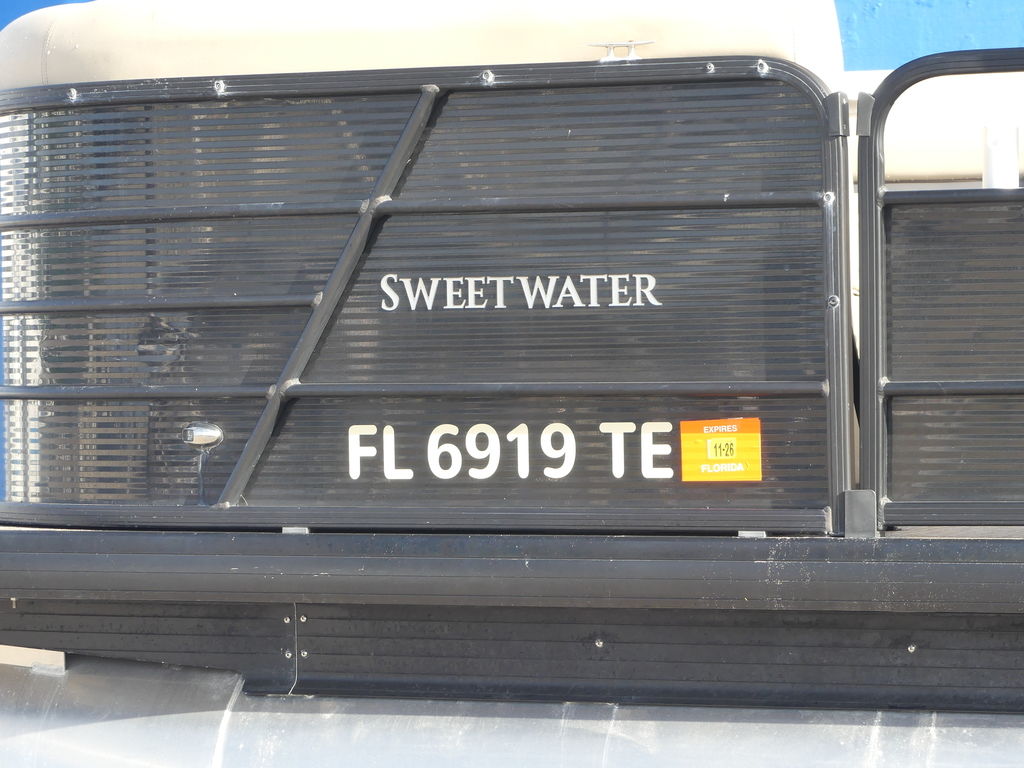 SWEETWATER
FL 6919 TE
EXPIRES
11-26
FLORIDA